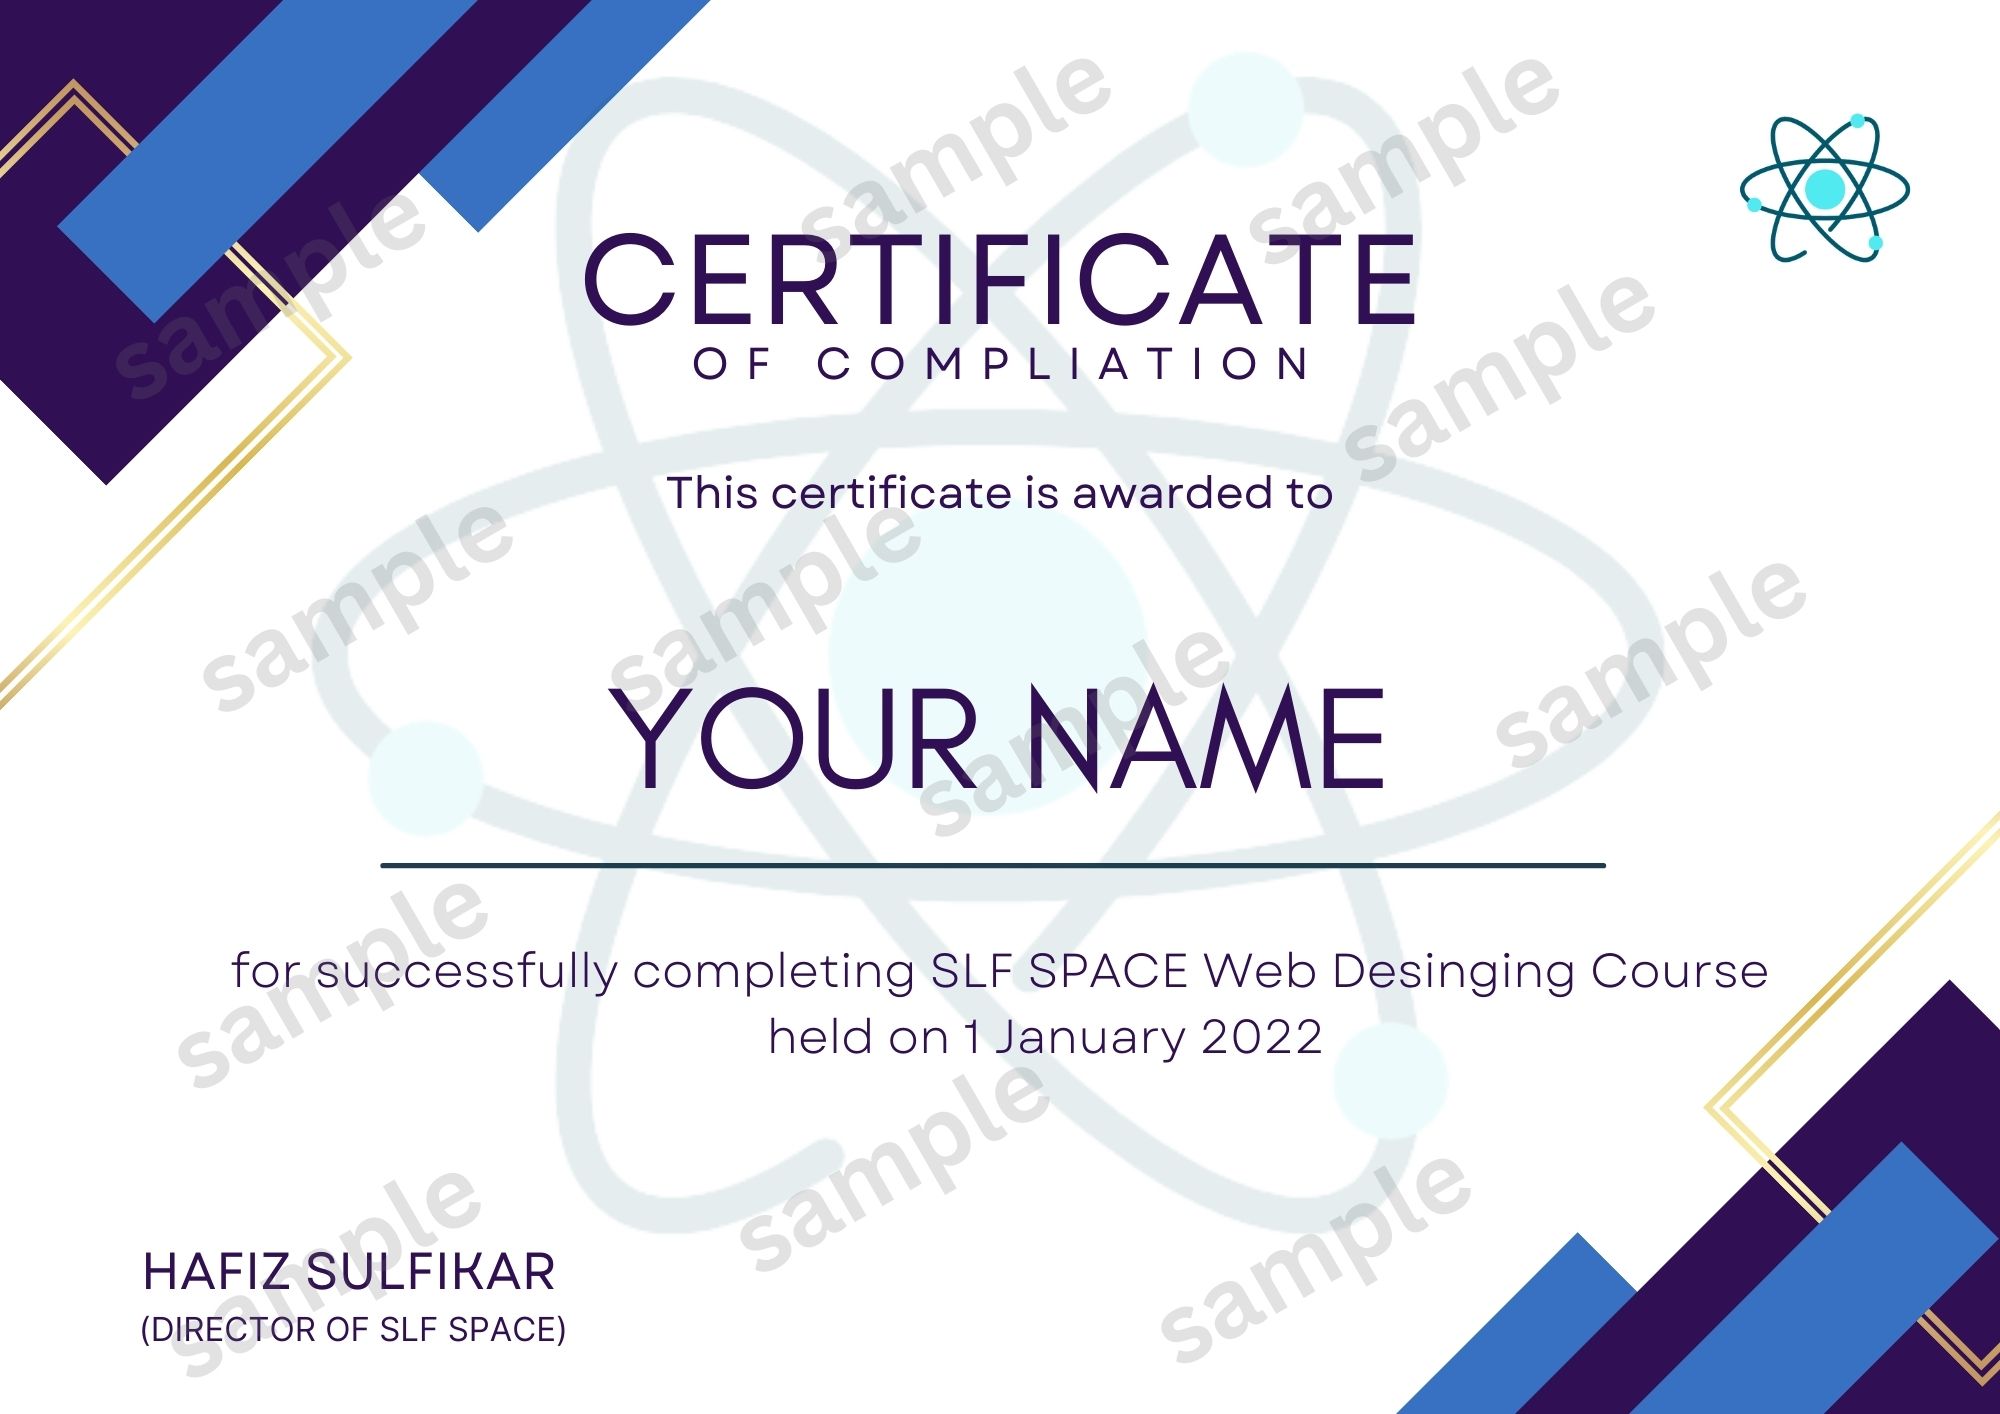 CERTIFICATE
OF COMPLIATION
This certificate is awarded to
YOUR NAME
for successfully completing SLF SPACE Web Desinging Course
held on 1 January 2022
HAFIZ SULFIKAR
(DIRECTOR OF SLF SPACE)
sample
sample
sample
sample
sample
sample
sample
sample
sample
sample
sample
sample